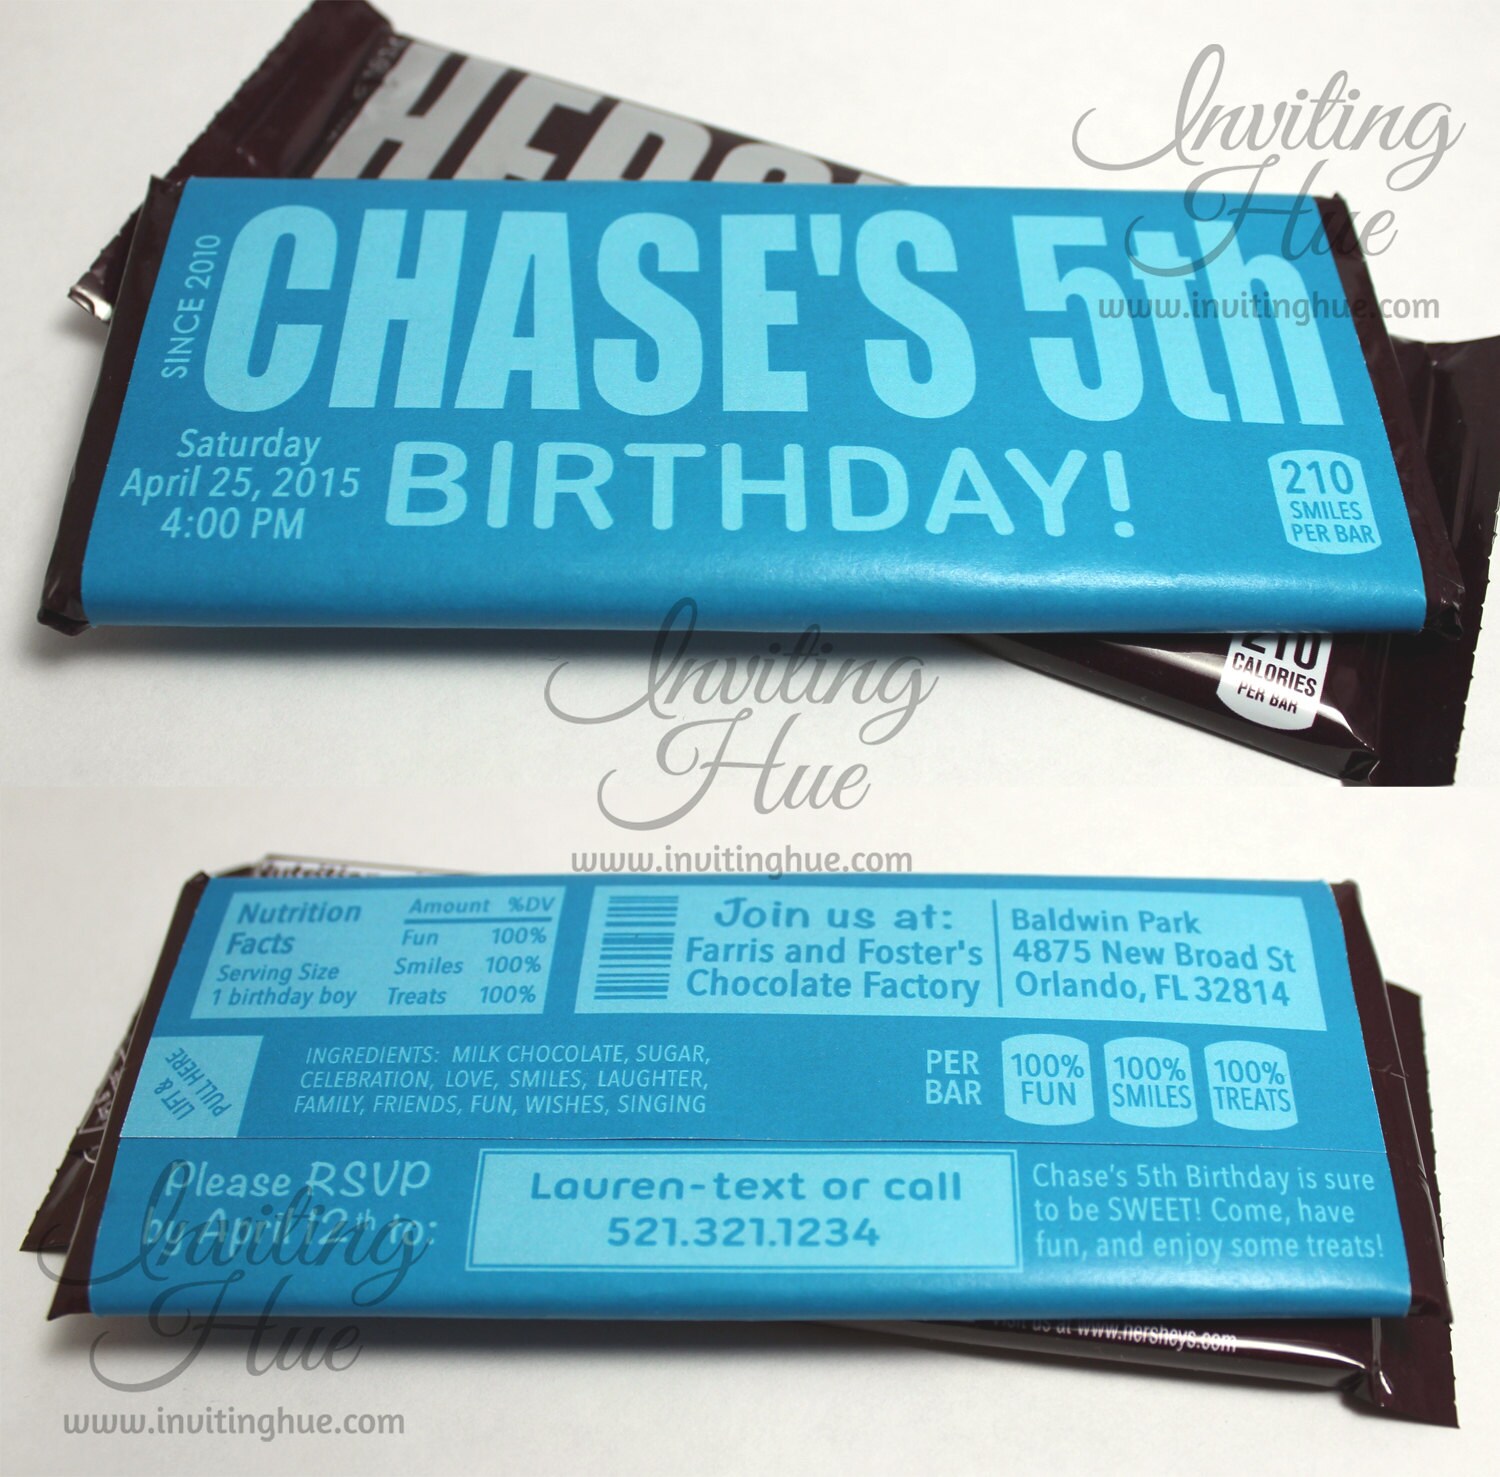 HERS
Inviting
Hue
www.invitinghue.com
SINCE 2010
CHASE'S 5th
BIRTHDAY!
Saturday
April 25, 2015
4:00 PM
210
SMILES
PER BAR
210
CALORIES
PER BAR
Inviting
Hue
www.invitinghue.com
Nutrition
Nutrition
Facts
Serving Size
1 birthday boy
Amount %DV
Fun 100%
Smiles 100%
Treats 100%
Join us at:
Farris and Foster's
Chocolate Factory
Baldwin Park
4875 New Broad St
Orlando, FL 32814
LIFT &
PULL HERE
INGREDIENTS: MILK CHOCOLATE, SUGAR,
CELEBRATION, LOVE, SMILES, LAUGHTER,
FAMILY, FRIENDS, FUN, WISHES, SINGING
PER
BAR
100%
FUN
100%
SMILES
100%
TREATS
Please RSVP
by April 12th to:
Lauren-text or call
521.321.1234
Chase's 5th Birthday is sure
to be SWEET! Come, have
fun, and enjoy some treats!
Visit us at www.hersheys.com
Inviting
Hue
www.invitinghue.com